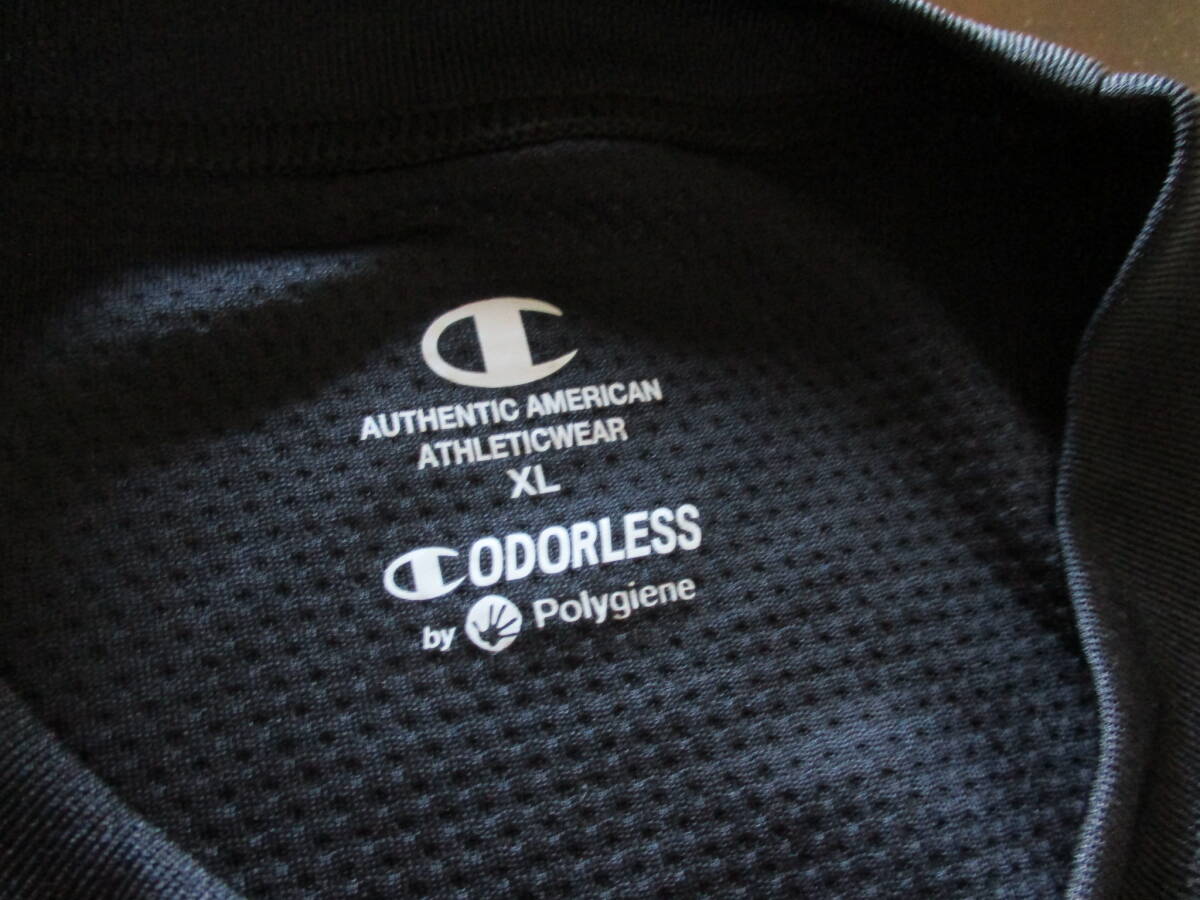 AUTHENTIC AMERICAN
ATHLETICWEAR
XL
ODORLESS
by Polygiene